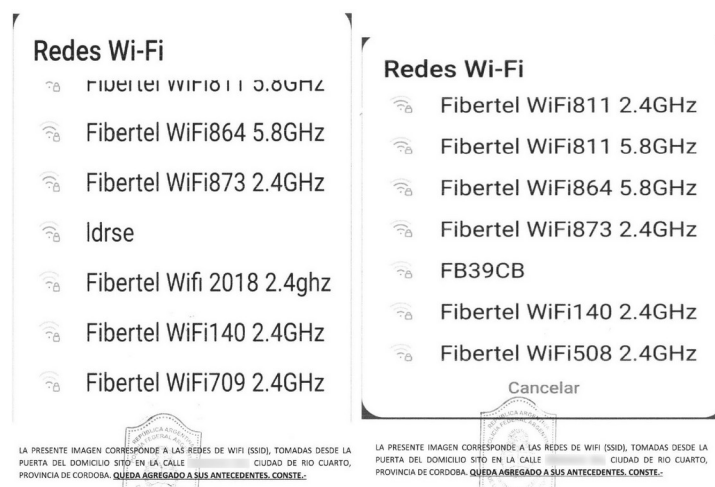 Redes Wi-Fi
Fibertel WiFi811 5.8GHz
Fibertel WiFi864 5.8GHz
Fibertel WiFi873 2.4GHz
ldrse
Fibertel Wifi 2018 2.4ghz
Fibertel WiFi140 2.4GHz
Fibertel WiFi709 2.4GHz
LA PRESENTE IMAGEN CORRESPONDE A LAS REDES DE WIFI (SSID), TOMADAS DESDE LA
PUERTA DEL DOMICILIO SITO EN LA CALLE CIUDAD DE RIO CUARTO,
PROVINCIA DE CORDOBA. QUEDA AGREGADO A SUS ANTECEDENTES. CONSTE.-
Redes Wi-Fi
Fibertel WiFi811 2.4GHz
Fibertel WiFi811 5.8GHz
Fibertel WiFi864 5.8GHz
Fibertel WiFi873 2.4GHz
FB39CB
Fibertel WiFi140 2.4GHz
Fibertel WiFi508 2.4GHz
Cancelar
LA PRESENTE IMAGEN CORRESPONDE A LAS REDES DE WIFI (SSID), TOMADAS DESDE LA
PUERTA DEL DOMICILIO SITO EN LA CALLE CIUDAD DE RIO CUARTO,
PROVINCIA DE CORDOBA. QUEDA AGREGADO A SUS ANTECEDENTES. CONSTE.-